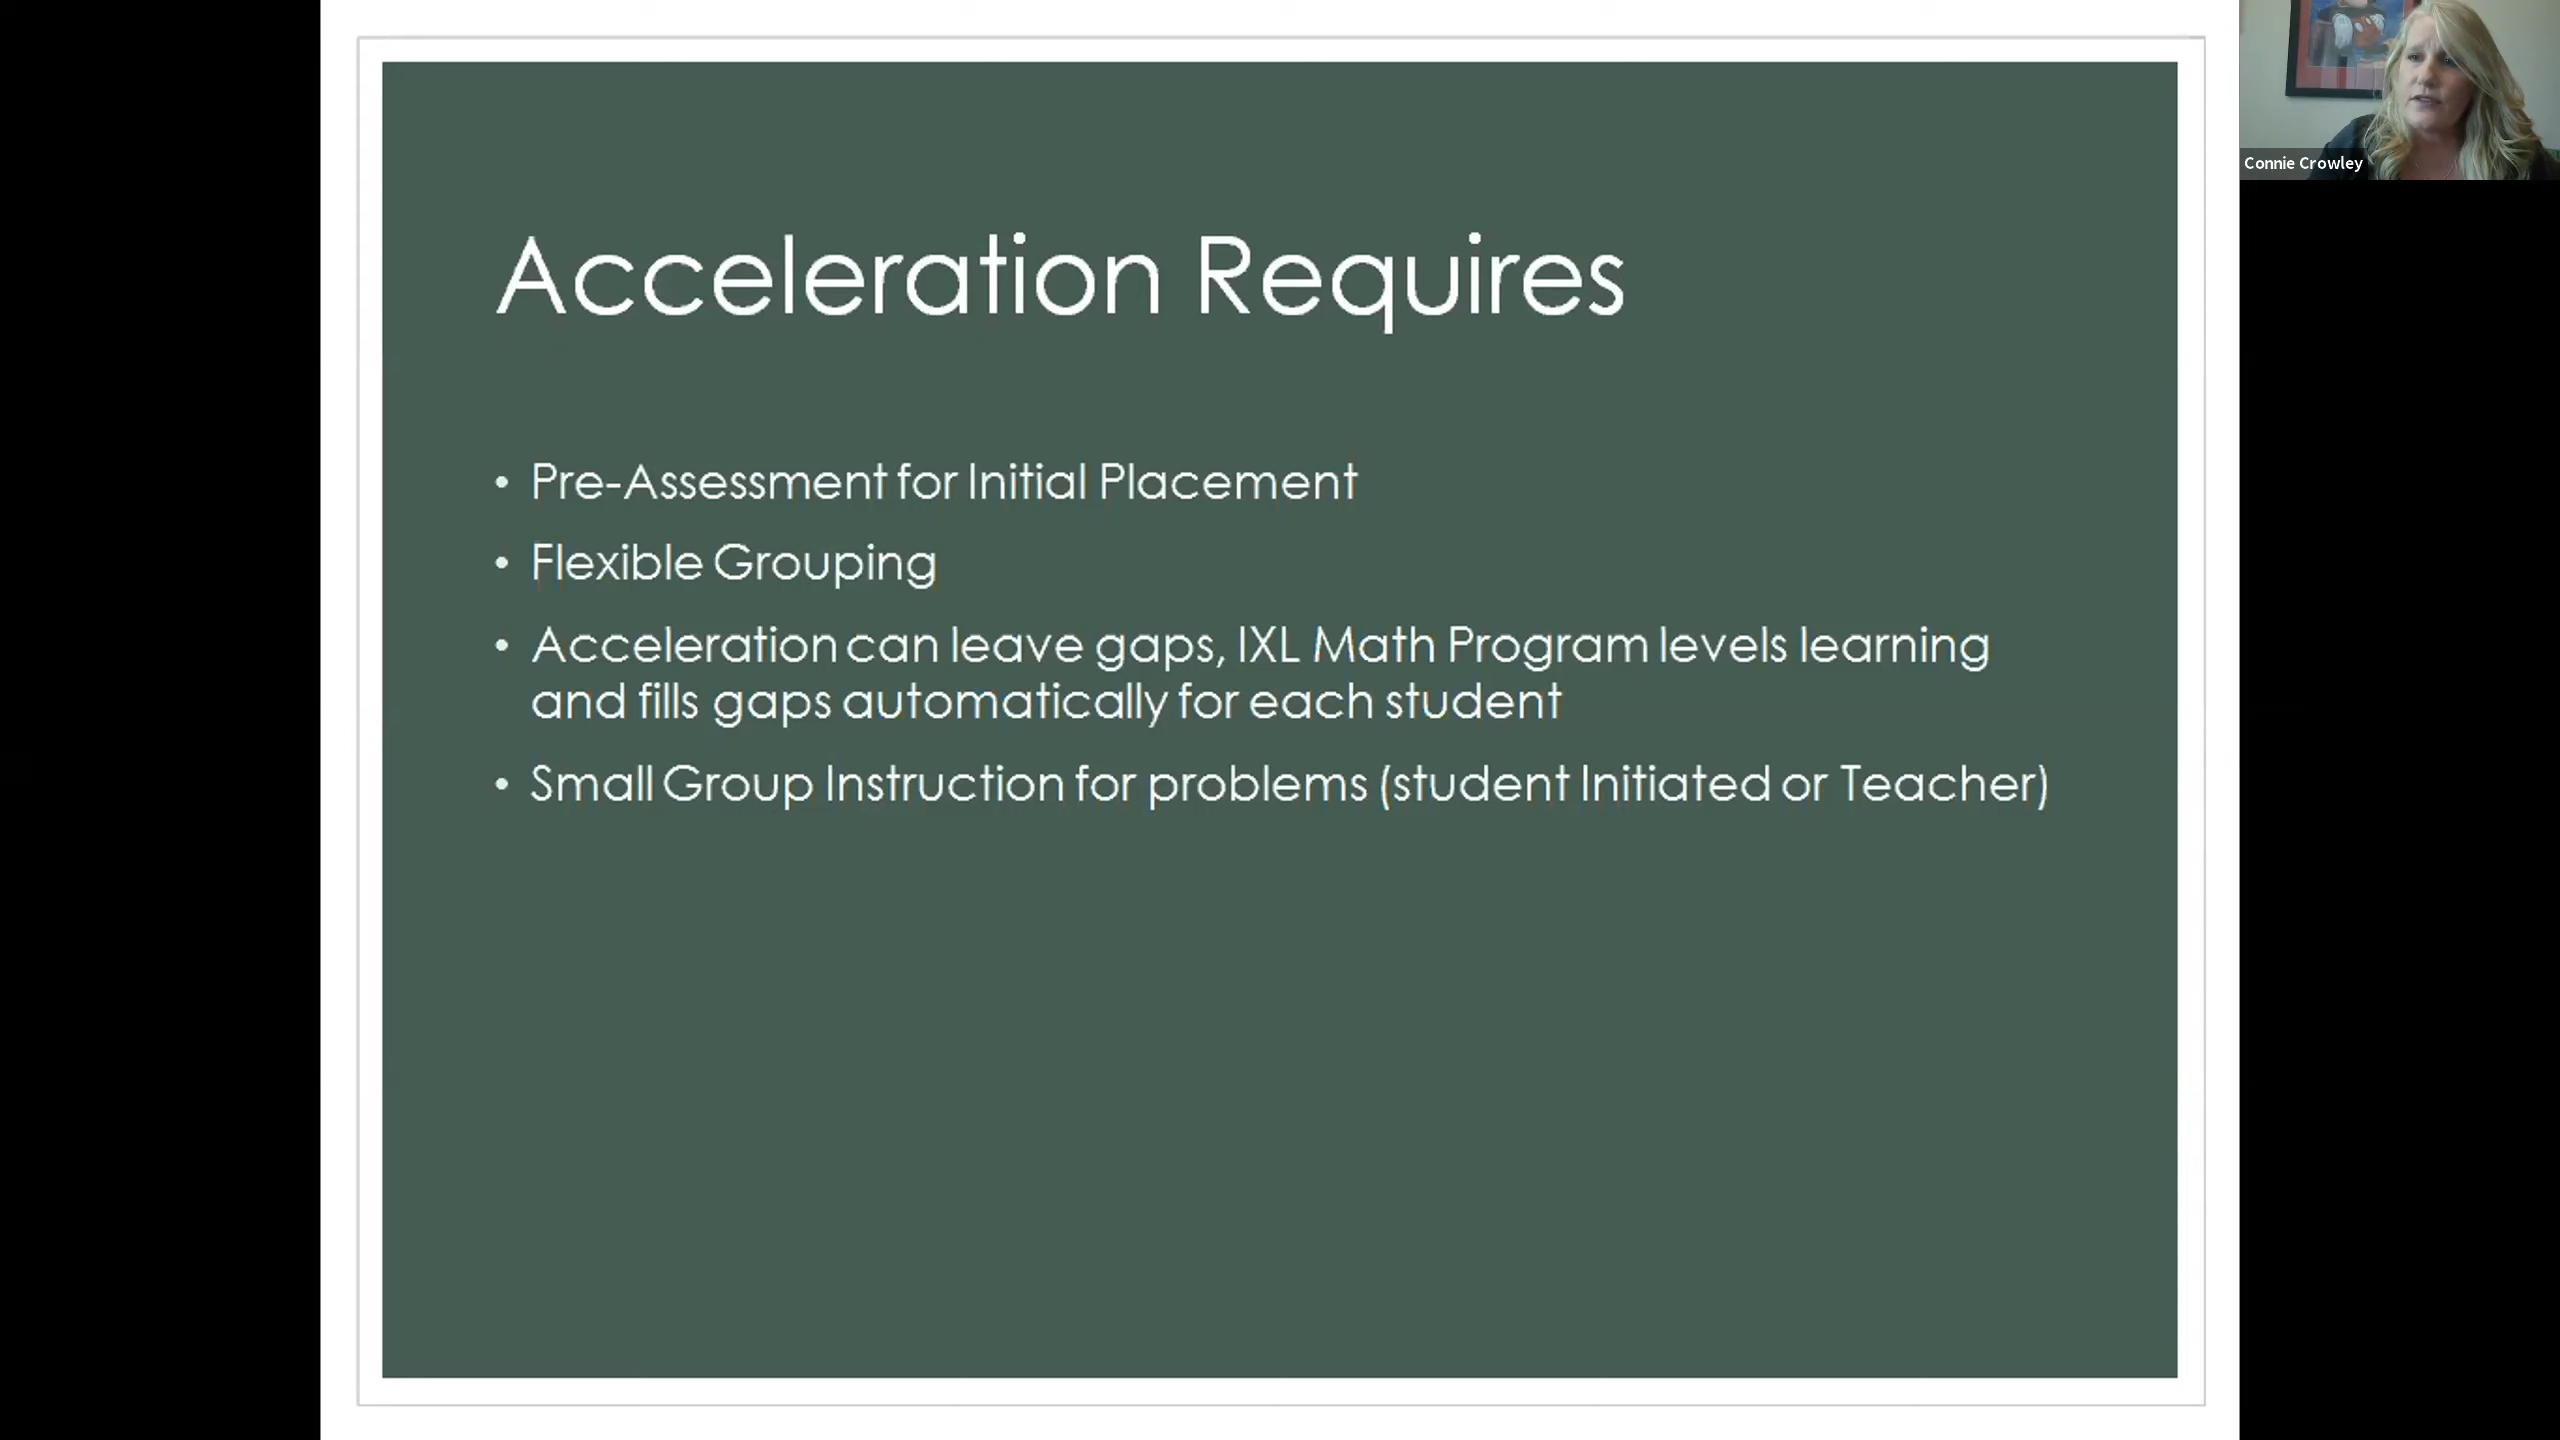 Acceleration Requires
• Pre-Assessment for Initial Placement
• Flexible Grouping
• Acceleration can leave gaps, IXL Math Program levels learning
and fills gaps automatically for each student
• Small Group Instruction for problems (student Initiated or Teacher)
Connie Crowley